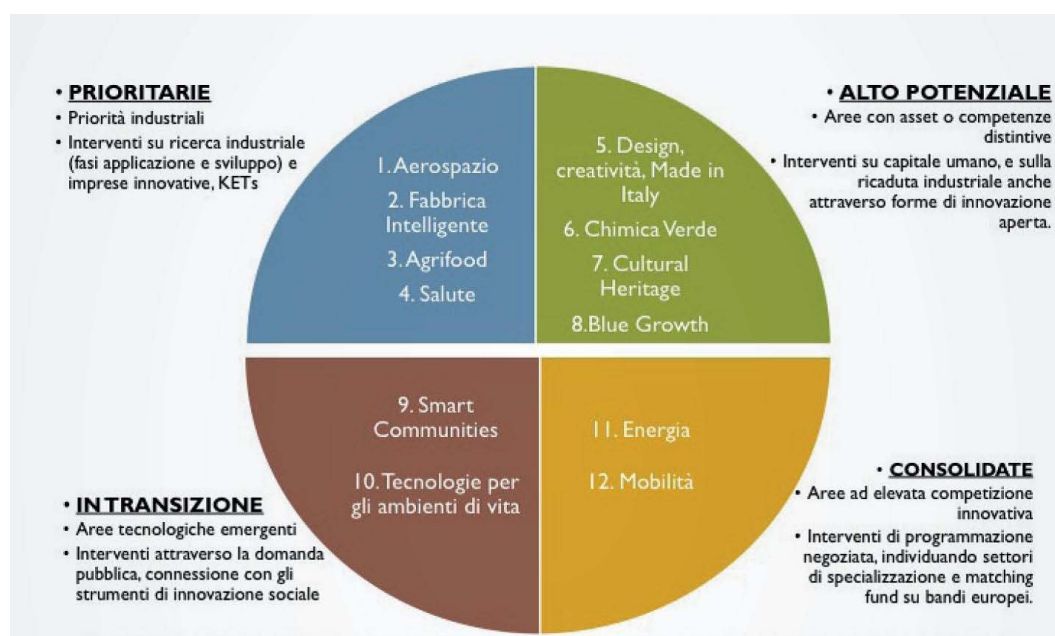 • PRIORITARIE
• Priorità industriali
• Interventi su ricerca industriale
(fasi applicazione e sviluppo) e
imprese innovative, KETs
1. Aerospazio
2. Fabbrica
Intelligente
3. Agrifood
4. Salute
5. Design,
creatività, Made in
Italy
6. Chimica Verde
7. Cultural
Heritage
8.Blue Growth
• ALTO POTENZIALE
• Aree con asset o competenze
distintive
• Interventi su capitale umano, e sulla
ricaduta industriale anche
attraverso forme di innovazione
aperta.
• IN TRANSIZIONE
• Aree tecnologiche emergenti
• Interventi attraverso la domanda
pubblica, connessione con gli
strumenti di innovazione sociale
9. Smart
Communities
10. Tecnologie per
gli ambienti di vita
11. Energia
12. Mobilità
• CONSOLIDATE
• Aree ad elevata competizione
innovativa
• Interventi di programmazione
negoziata, individuando settori
di specializzazione e matching
fund su bandi europei.